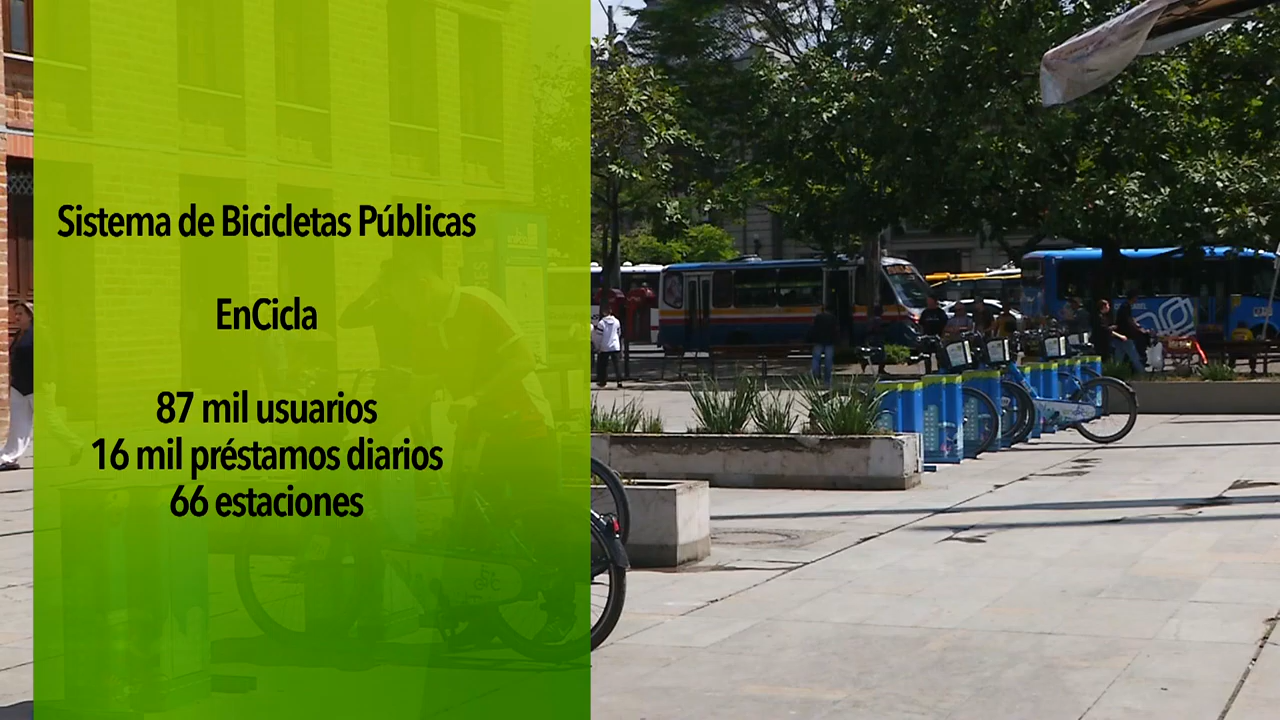 Sistema de Bicicletas Públicas
EnCicla
87 mil usuarios
16 mil préstamos diarios
66 estaciones